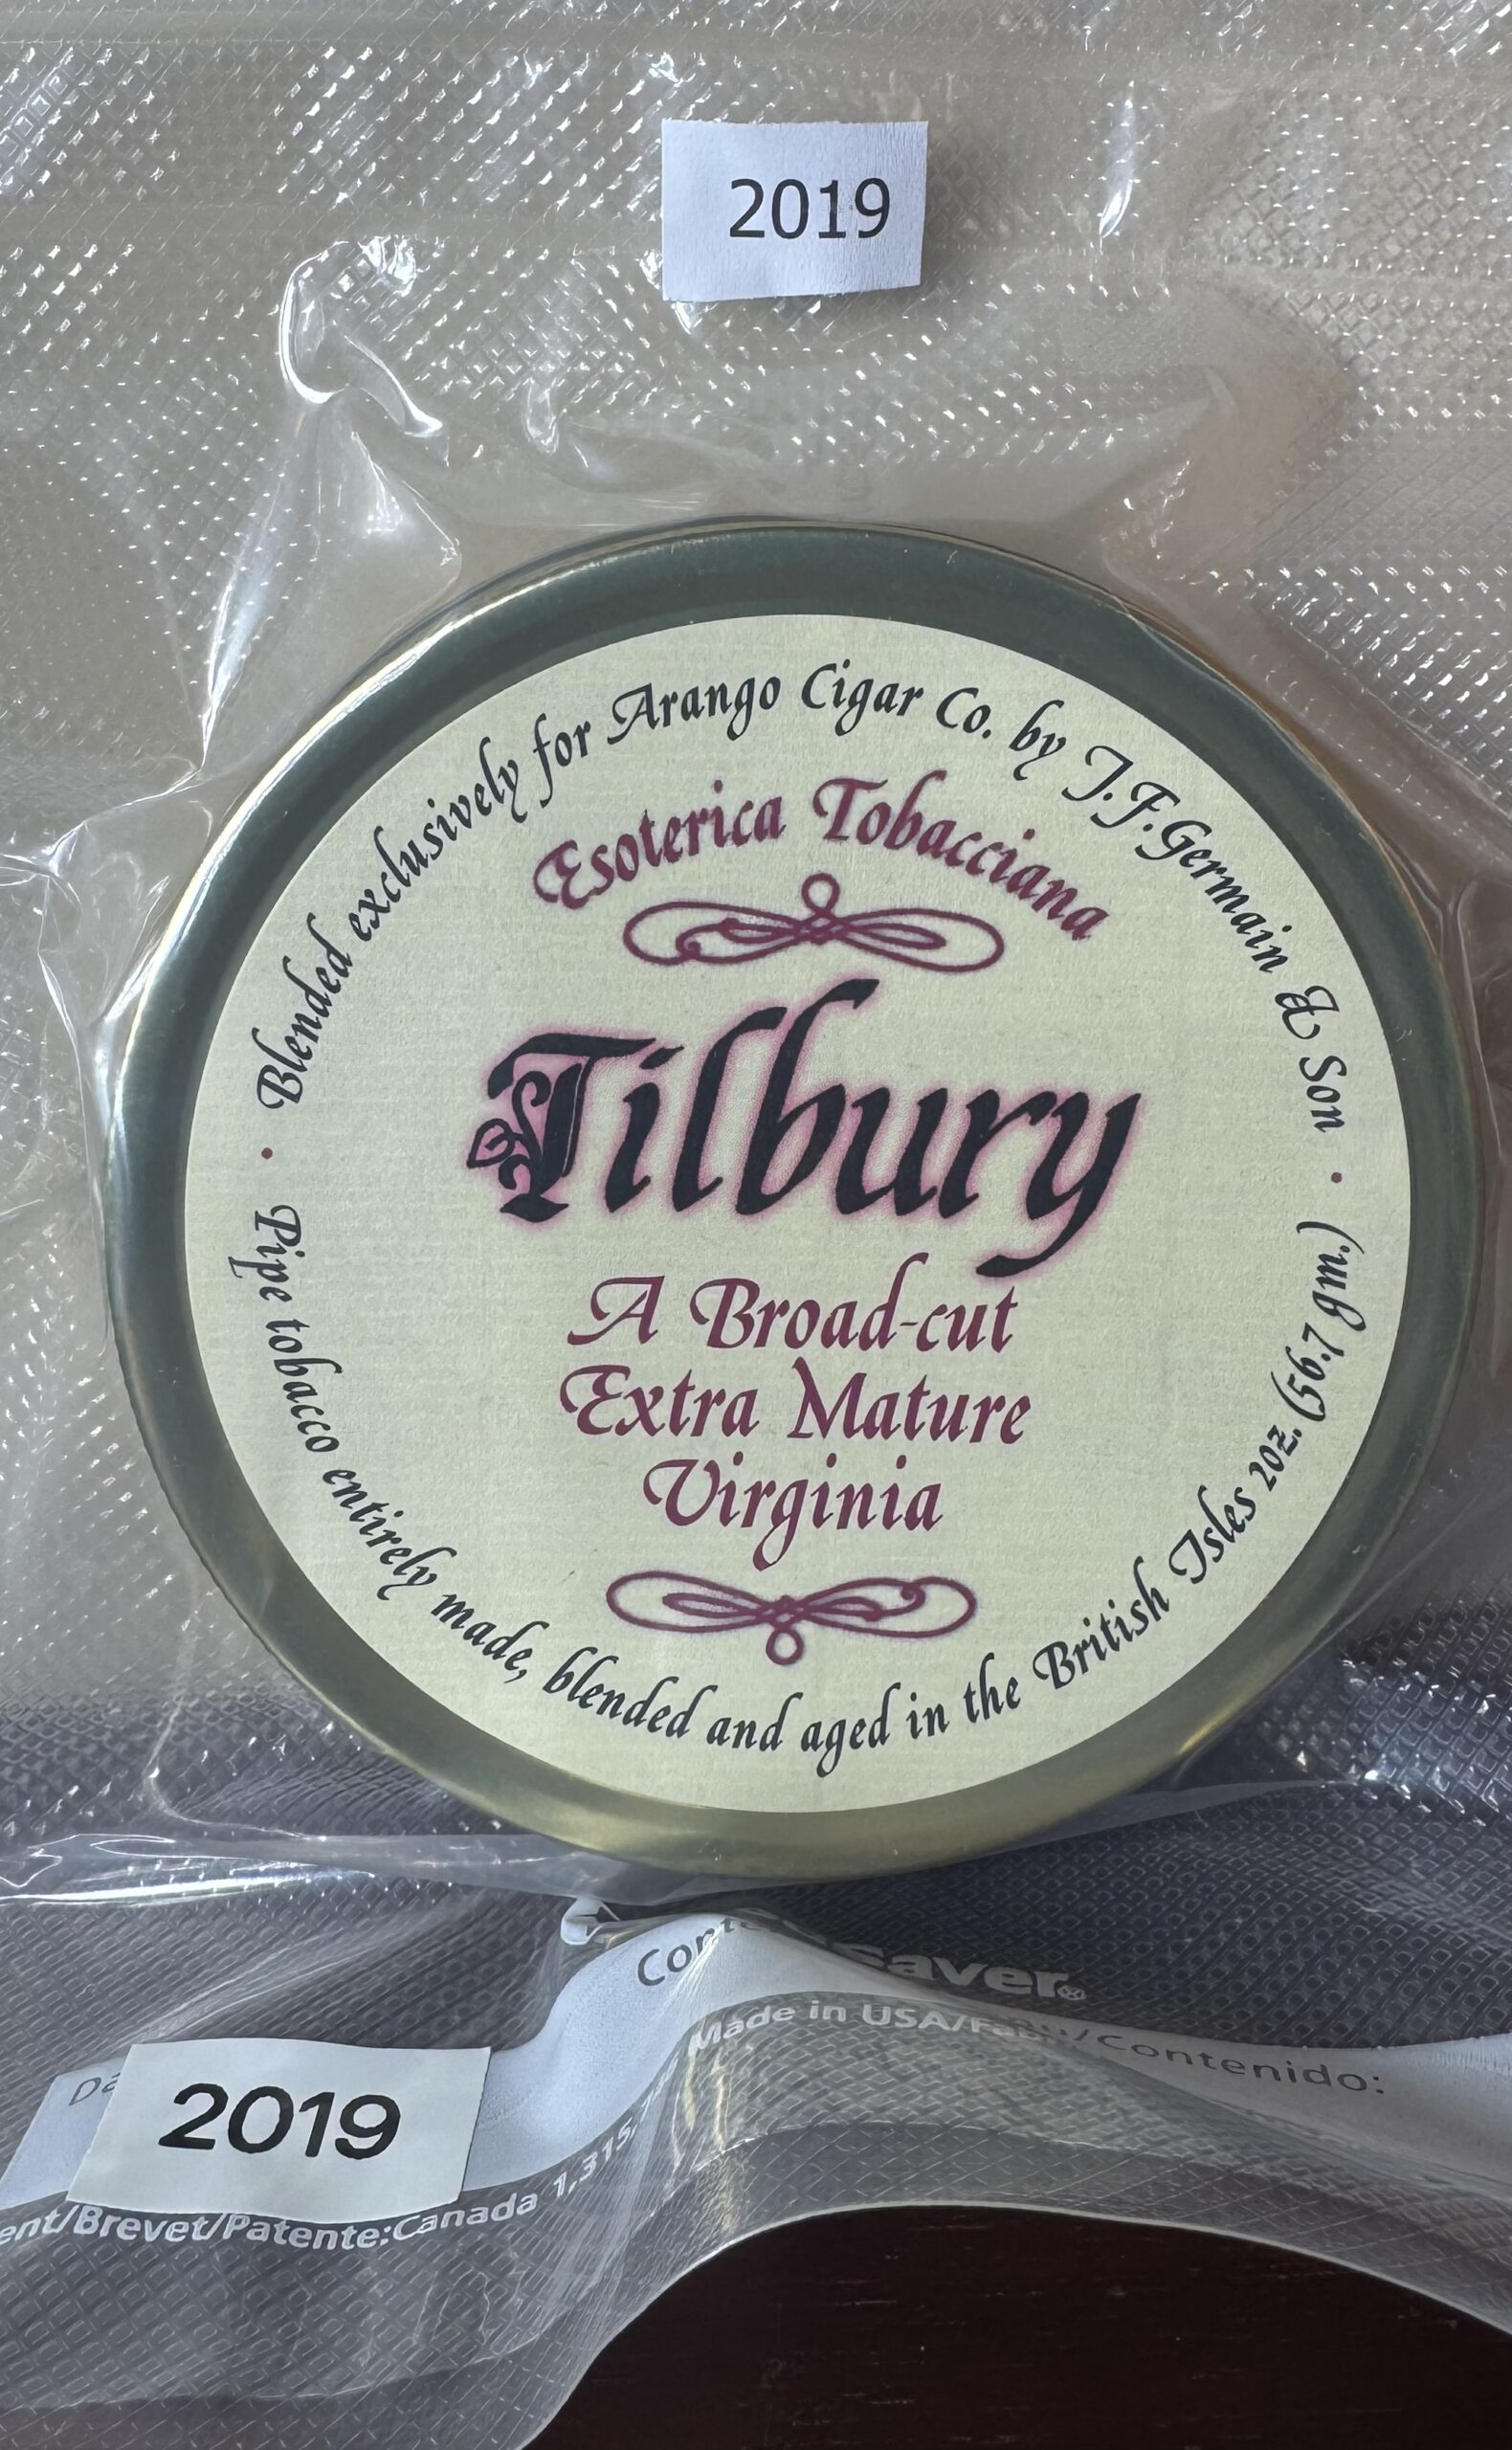 2019
Blended exclusively for Arango Cigar Co. by J.F.Germain & Son
Esoterica Tobacciana
Tilbury
A Broad-cut
Extra Mature
Virginia
Pipe tobacco entirely made, blended and aged in the British Isles 2oz. (56.7 gm.)
saver®
Made in USA/
/Contenido:
2019
/Brevet/Patente:Canada 1,315,